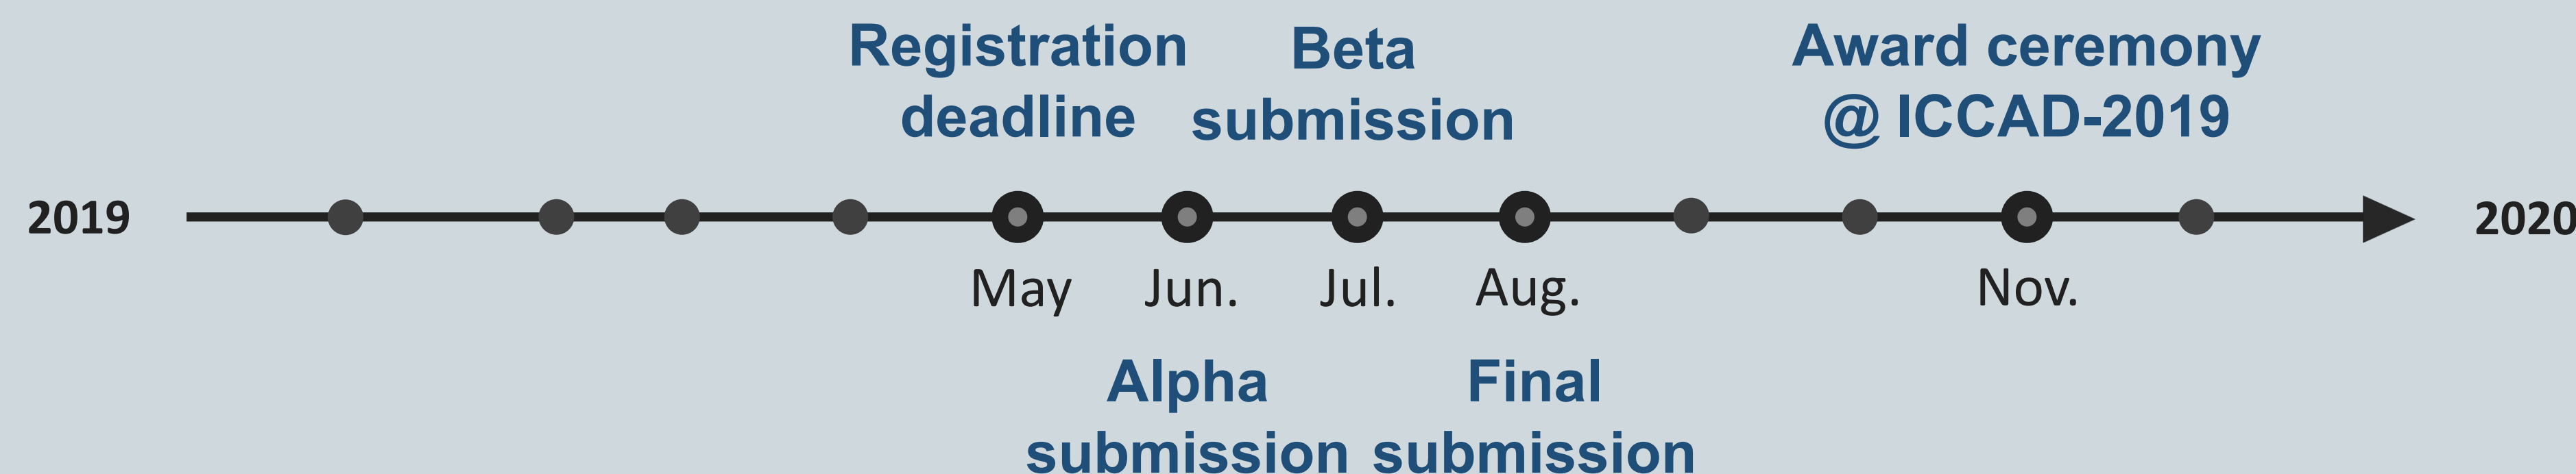 Registration
deadline
Beta
submission
Award ceremony
@ ICCAD-2019
2019
2020
May
Jun.
Jul.
Aug.
Nov.
Alpha
submission
Final
submission